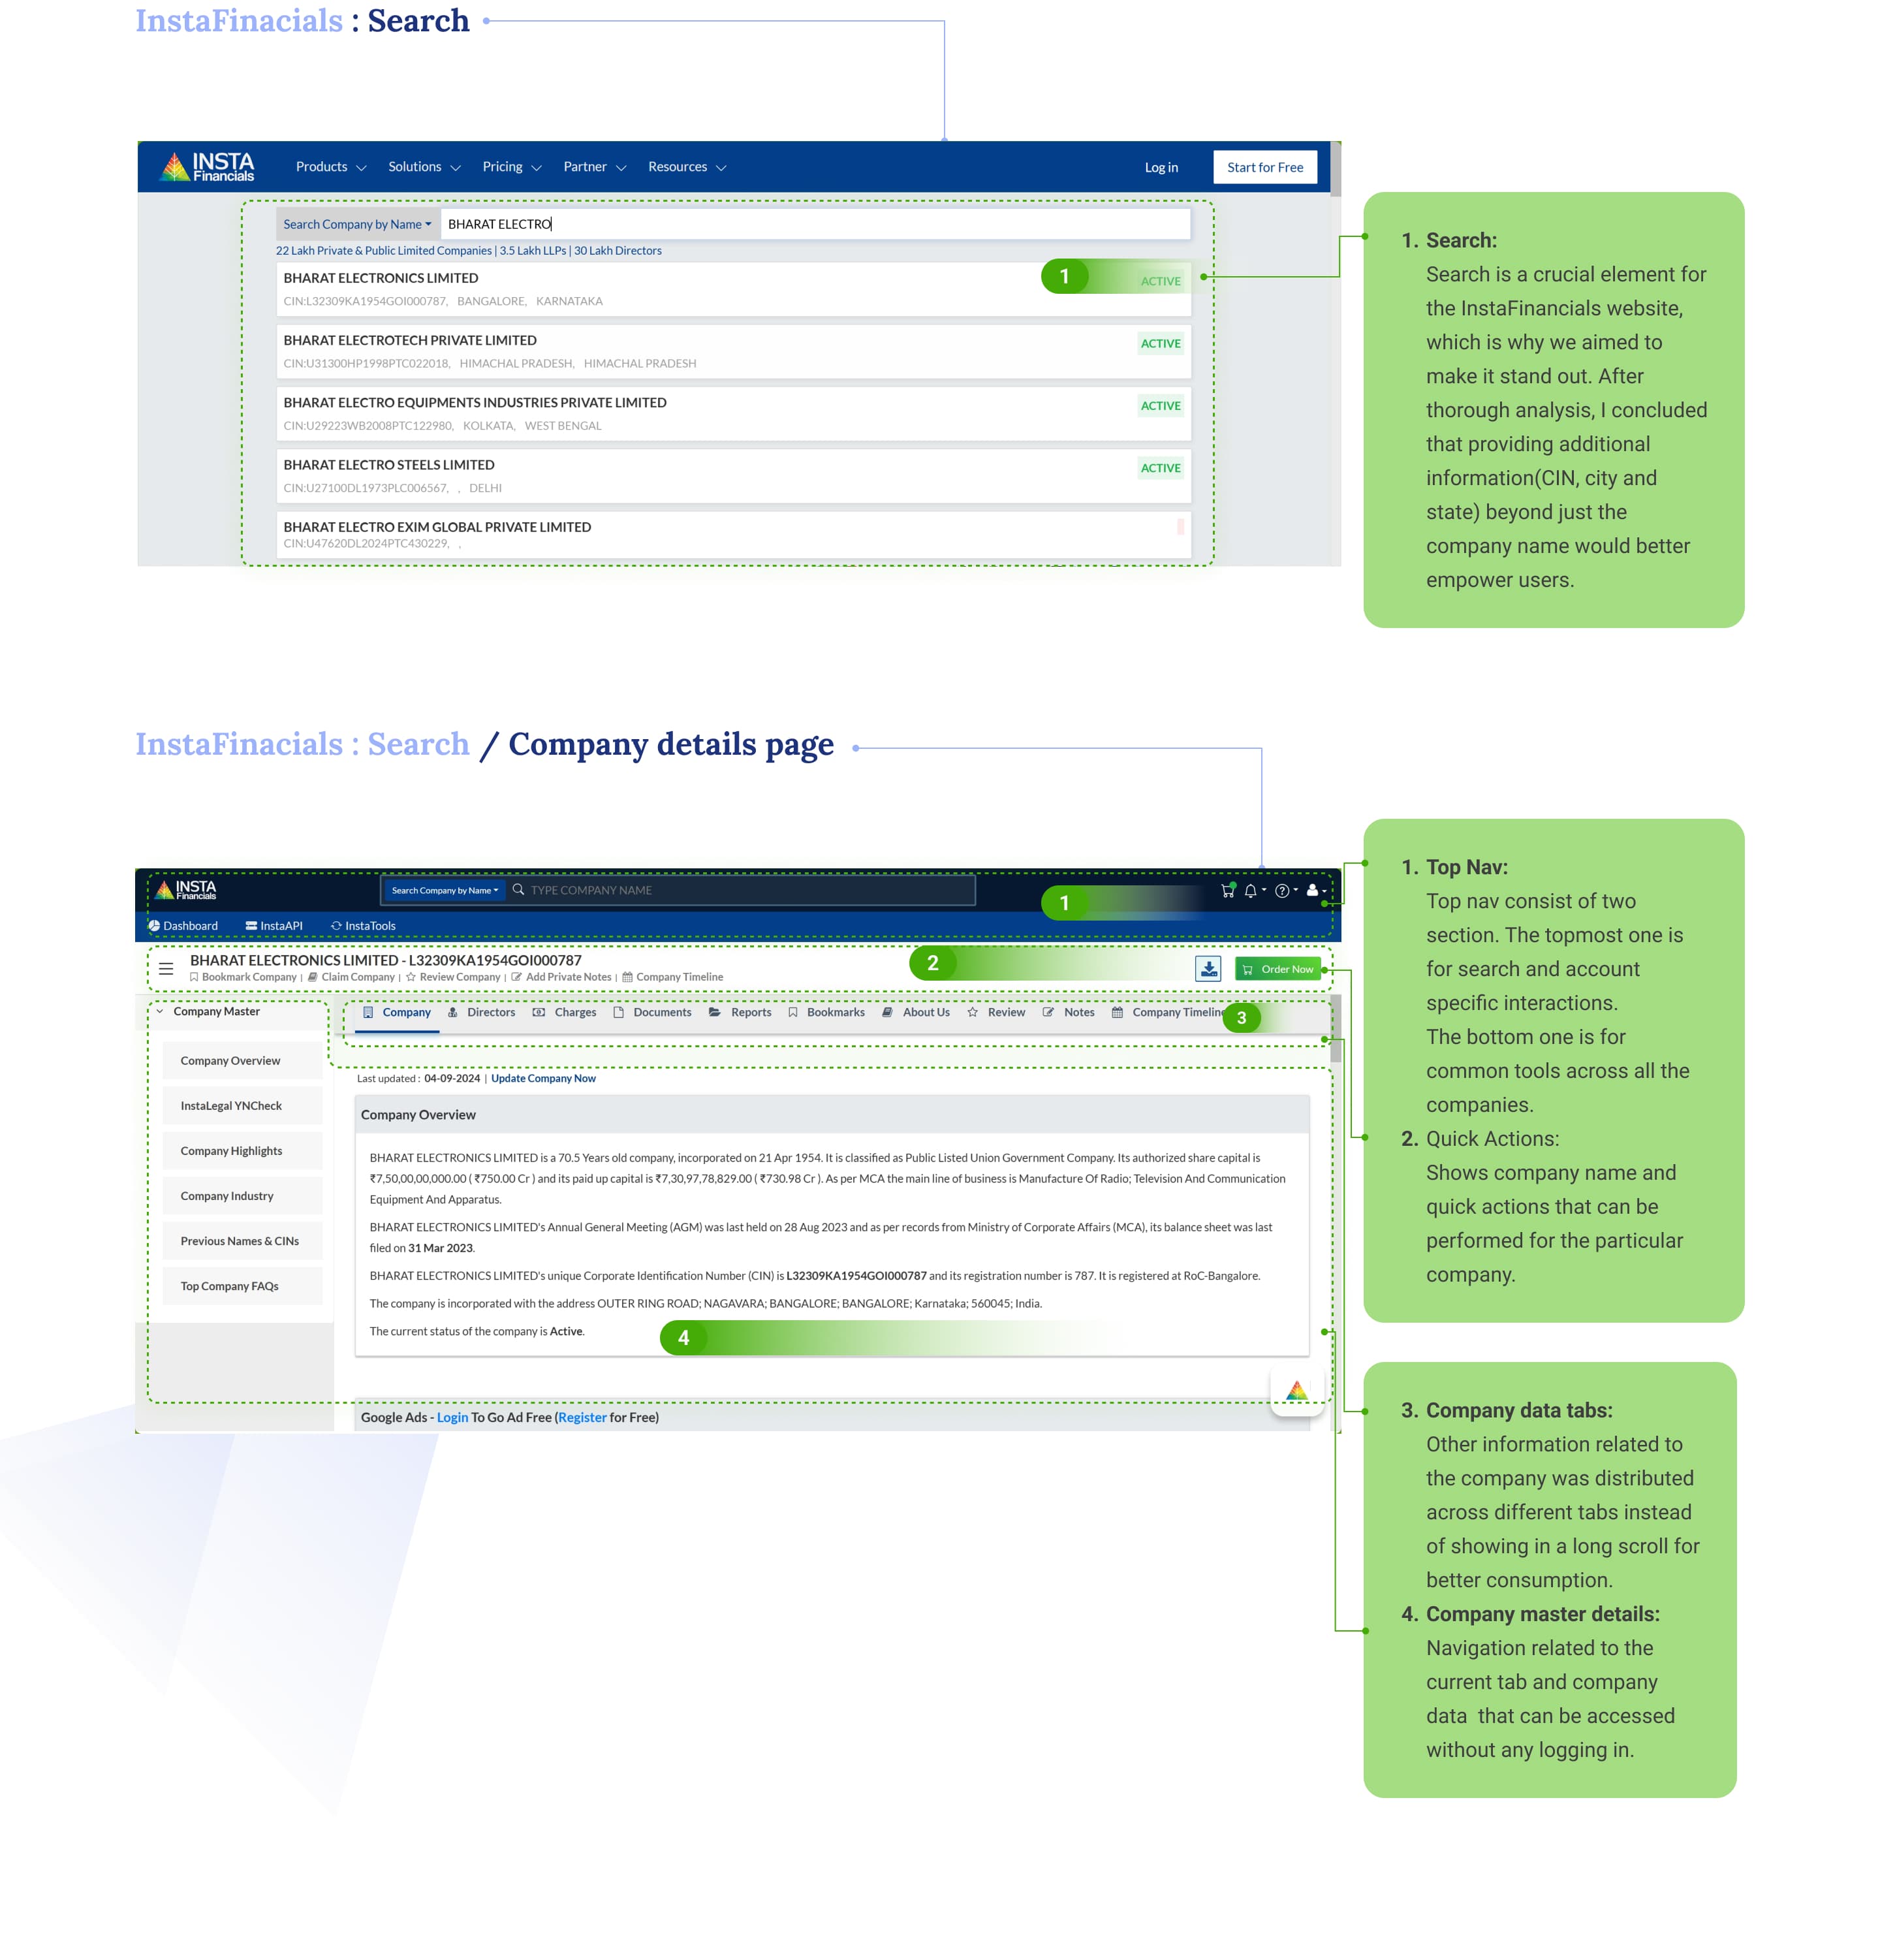 InstaFinacials : Search
INSTA
Financials
Products
Solutions
Pricing
Partner
Resources
Log in
Start for Free
Search Company by Name
BHARAT ELECTRO
22 Lakh Private & Public Limited Companies | 3.5 Lakh LLPs | 30 Lakh Directors
BHARAT ELECTRONICS LIMITED
1
ACTIVE
CIN:L32309KA1954GOI000787, BANGALORE, KARNATAKA
BHARAT ELECTROTECH PRIVATE LIMITED
ACTIVE
CIN:U31300HP1998PTC022018, HIMACHAL PRADESH, HIMACHAL PRADESH
BHARAT ELECTRO EQUIPMENTS INDUSTRIES PRIVATE LIMITED
ACTIVE
CIN:U29223WB2008PTC122980, KOLKATA, WEST BENGAL
BHARAT ELECTRO STEELS LIMITED
ACTIVE
CIN:U27100DL1973PLC006567, , DELHI
BHARAT ELECTRO EXIM GLOBAL PRIVATE LIMITED
CIN:U47620DL2024PTC430229, ,
1. Search:
Search is a crucial element for
the InstaFinancials website,
which is why we aimed to
make it stand out. After
thorough analysis, I concluded
that providing additional
information(CIN, city and
state) beyond just the
company name would better
empower users.
InstaFinacials : Search / Company details page
INSTA
Financials
Search Company by Name
TYPE COMPANY NAME
1
Dashboard
InstaAPI
InstaTools
BHARAT ELECTRONICS LIMITED - L32309KA1954GOI000787
Bookmark Company | Claim Company | Review Company | Add Private Notes | Company Timeline
2
Order Now
Company Master
Company Overview
InstaLegal YNCheck
Company Highlights
Company Industry
Previous Names & CINs
Top Company FAQs
Company
Directors
Charges
Documents
Reports
Bookmarks
About Us
Review
Notes
Company Timeline
3
Last updated : 04-09-2024 | Update Company Now
Company Overview
BHARAT ELECTRONICS LIMITED is a 70.5 Years old company, incorporated on 21 Apr 1954. It is classified as Public Listed Union Government Company. Its authorized share capital is
₹7,50,00,00,000.00 ( ₹750.00 Cr ) and its paid up capital is ₹7,30,97,78,829.00 ( ₹730.98 Cr ). As per MCA the main line of business is Manufacture Of Radio; Television And Communication
Equipment And Apparatus.
BHARAT ELECTRONICS LIMITED's Annual General Meeting (AGM) was last held on 28 Aug 2023 and as per records from Ministry of Corporate Affairs (MCA), its balance sheet was last
filed on 31 Mar 2023.
BHARAT ELECTRONICS LIMITED's unique Corporate Identification Number (CIN) is L32309KA1954GOI000787 and its registration number is 787. It is registered at RoC-Bangalore.
The company is incorporated with the address OUTER RING ROAD; NAGAVARA; BANGALORE; BANGALORE; Karnataka; 560045; India.
The current status of the company is Active.
4
Google Ads - Login To Go Ad Free (Register for Free)
1. Top Nav:
Top nav consist of two
section. The topmost one is
for search and account
specific interactions.
The bottom one is for
common tools across all the
companies.
2. Quick Actions:
Shows company name and
quick actions that can be
performed for the particular
company.
3. Company data tabs:
Other information related to
the company was distributed
across different tabs instead
of showing in a long scroll for
better consumption.
4. Company master details:
Navigation related to the
current tab and company
data that can be accessed
without any logging in.